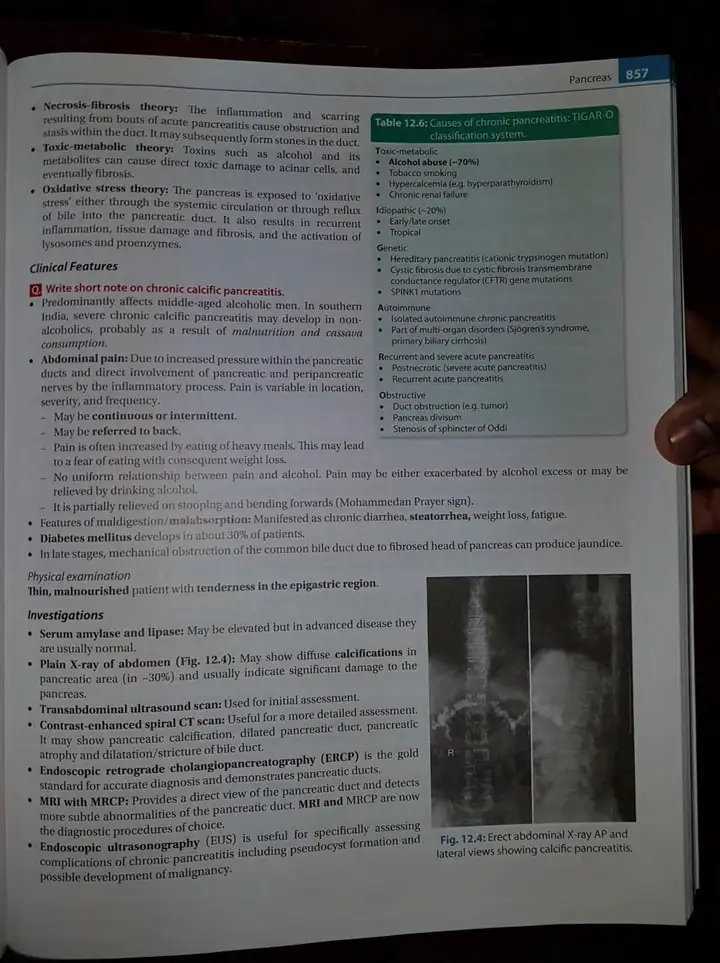 Pancreas 857
• Necrosis-fibrosis theory: The inflammation and scarring
resulting from bouts of acute pancreatitis cause obstruction and
stasis within the duct. It may subsequently form stones in the duct.
• Toxic-metabolic theory: Toxins such as alcohol and its
metabolites can cause direct toxic damage to acinar cells, and
eventually fibrosis.
• Oxidative stress theory: The pancreas is exposed to ‘oxidative
stress’ either through the systemic circulation or through reflux
of bile into the pancreatic duct. It also results in recurrent
inflammation, tissue damage and fibrosis, and the activation of
lysosomes and proenzymes.
Clinical Features
Q. Write short note on chronic calcific pancreatitis.
• Predominantly affects middle-aged alcoholic men. In southern
India, severe chronic calcific pancreatitis may develop in non-
alcoholics, probably as a result of malnutrition and cassava
consumption.
• Abdominal pain: Due to increased pressure within the pancreatic
ducts and direct involvement of pancreatic and peripancreatic
nerves by the inflammatory process. Pain is variable in location,
severity, and frequency.
– May be continuous or intermittent.
– May be referred to back.
– Pain is often increased by eating of heavy meals. This may lead
to a fear of eating with consequent weight loss.
– No uniform relationship between pain and alcohol. Pain may be either exacerbated by alcohol excess or may be
relieved by drinking alcohol.
– It is partially relieved on stooping and bending forwards (Mohammedan Prayer sign).
• Features of maldigestion/malabsorption: Manifested as chronic diarrhea, steatorrhea, weight loss, fatigue.
• Diabetes mellitus develops in about 30% of patients.
• In late stages, mechanical obstruction of the common bile duct due to fibrosed head of pancreas can produce jaundice.
Table 12.6: Causes of chronic pancreatitis: TIGAR-O
classification system.
Toxic-metabolic
• Alcohol abuse (~70%)
• Tobacco smoking
• Hypercalcemia (e.g. hyperparathyroidism)
• Chronic renal failure
Idiopathic (~20%)
• Early/late onset
• Tropical
Genetic
• Hereditary pancreatitis (cationic trypsinogen mutation)
• Cystic fibrosis due to cystic fibrosis transmembrane
conductance regulator (CFTR) gene mutations
• SPINK1 mutations
Autoimmune
• Isolated autoimmune chronic pancreatitis
• Part of multi-organ disorders (Sjögren's syndrome,
primary biliary cirrhosis)
Recurrent and severe acute pancreatitis
• Postnecrotic (severe acute pancreatitis)
• Recurrent acute pancreatitis
Obstructive
• Duct obstruction (e.g. tumor)
• Pancreas divisum
• Stenosis of sphincter of Oddi
Physical examination
Thin, malnourished patient with tenderness in the epigastric region.
Investigations
• Serum amylase and lipase: May be elevated but in advanced disease they
are usually normal.
• Plain X-ray of abdomen (Fig. 12.4): May show diffuse calcifications in
pancreatic area (in ~30%) and usually indicate significant damage to the
pancreas.
• Transabdominal ultrasound scan: Used for initial assessment.
• Contrast-enhanced spiral CT scan: Useful for a more detailed assessment.
It may show pancreatic calcification, dilated pancreatic duct, pancreatic
atrophy and dilatation/stricture of bile duct.
• Endoscopic retrograde cholangiopancreatography (ERCP) is the gold
standard for accurate diagnosis and demonstrates pancreatic ducts.
• MRI with MRCP: Provides a direct view of the pancreatic duct and detects
more subtle abnormalities of the pancreatic duct. MRI and MRCP are now
the diagnostic procedures of choice.
• Endoscopic ultrasonography (EUS) is useful for specifically assessing
complications of chronic pancreatitis including pseudocyst formation and
possible development of malignancy.
R
Fig. 12.4: Erect abdominal X-ray AP and
lateral views showing calcific pancreatitis.